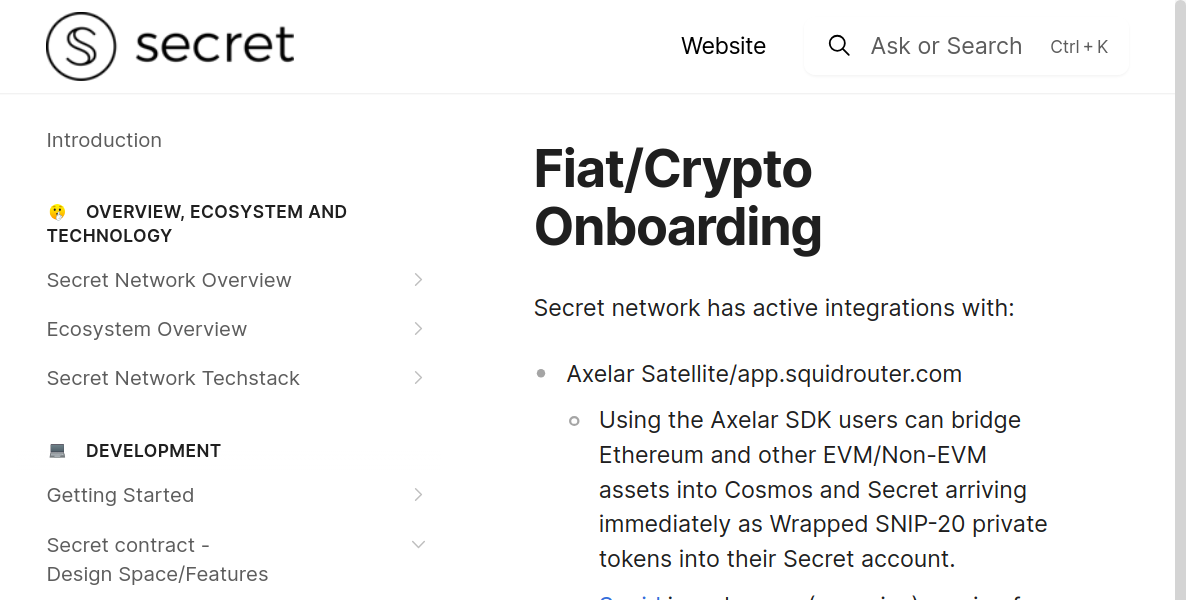 secret
Website
Ask or Search
Ctrl + K
Introduction
🤫 OVERVIEW, ECOSYSTEM AND
TECHNOLOGY
Secret Network Overview
Ecosystem Overview
Secret Network Techstack
💻 DEVELOPMENT
Getting Started
Secret contract -
Design Space/Features
Fiat/Crypto
Onboarding
Secret network has active integrations with:
Axelar Satellite/app.squidrouter.com
Using the Axelar SDK users can bridge
Ethereum and other EVM/Non-EVM
assets into Cosmos and Secret arriving
immediately as Wrapped SNIP-20 private
tokens into their Secret account.